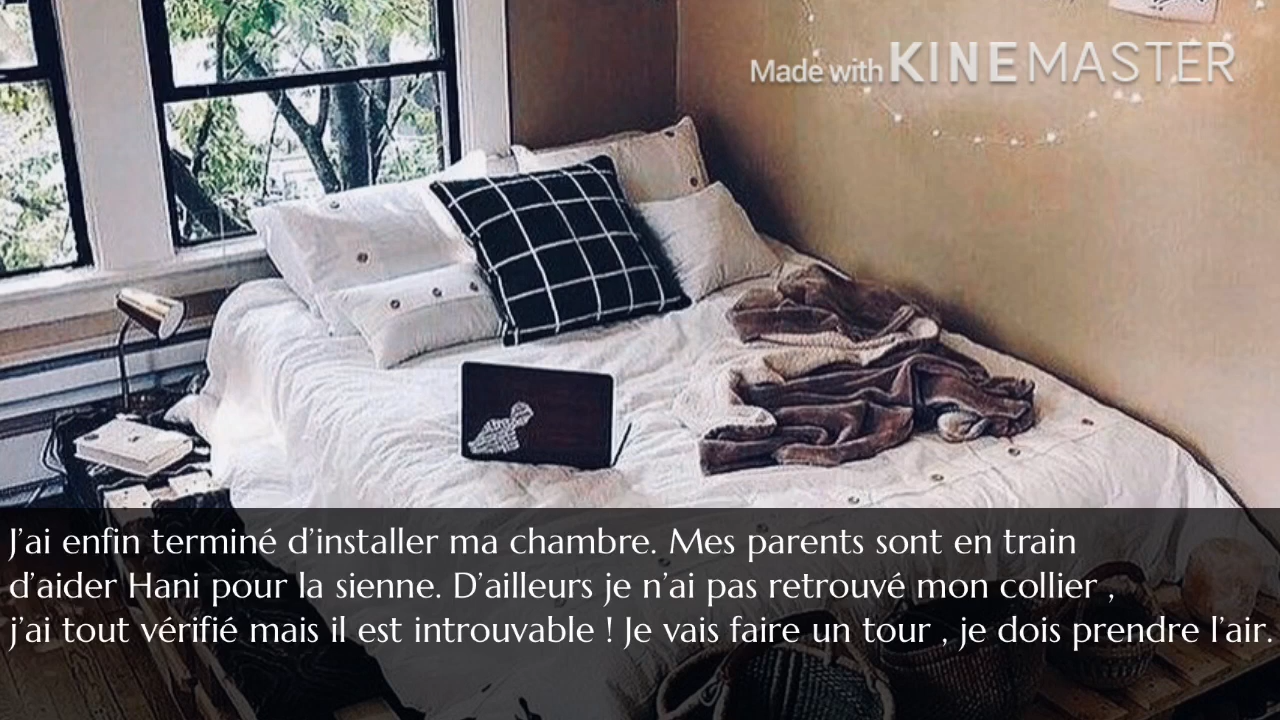 Made with KINEMASTER
J’ai enfin terminé d’installer ma chambre. Mes parents sont en train
d’aider Hani pour la sienne. D’ailleurs je n’ai pas retrouvé mon collier ,
j’ai tout vérifié mais il est introuvable ! Je vais faire un tour , je dois prendre l’air.